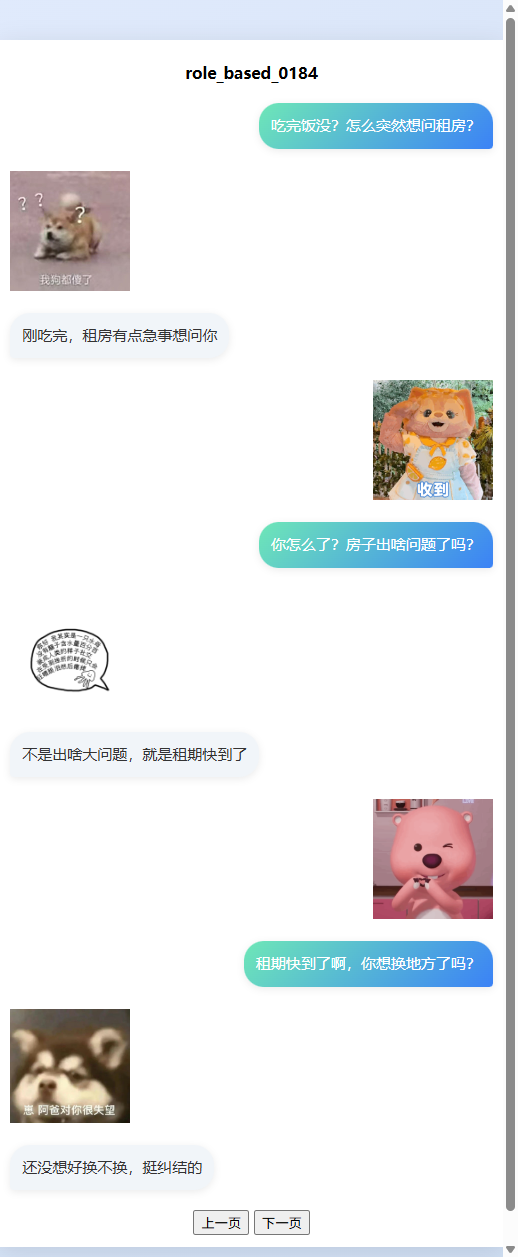 role_based_0184
吃完饭没？怎么突然想问租房？
? ? ?
我狗都傻了
刚吃完，租房有点急事想问你
收到
你怎么了？房子出啥问题了吗？
不是出啥大问题，就是租期快到了
租期快到了啊，你想换地方了吗？
崽 阿爸对你很失望
还没想好换不换，挺纠结的
上一页 下一页